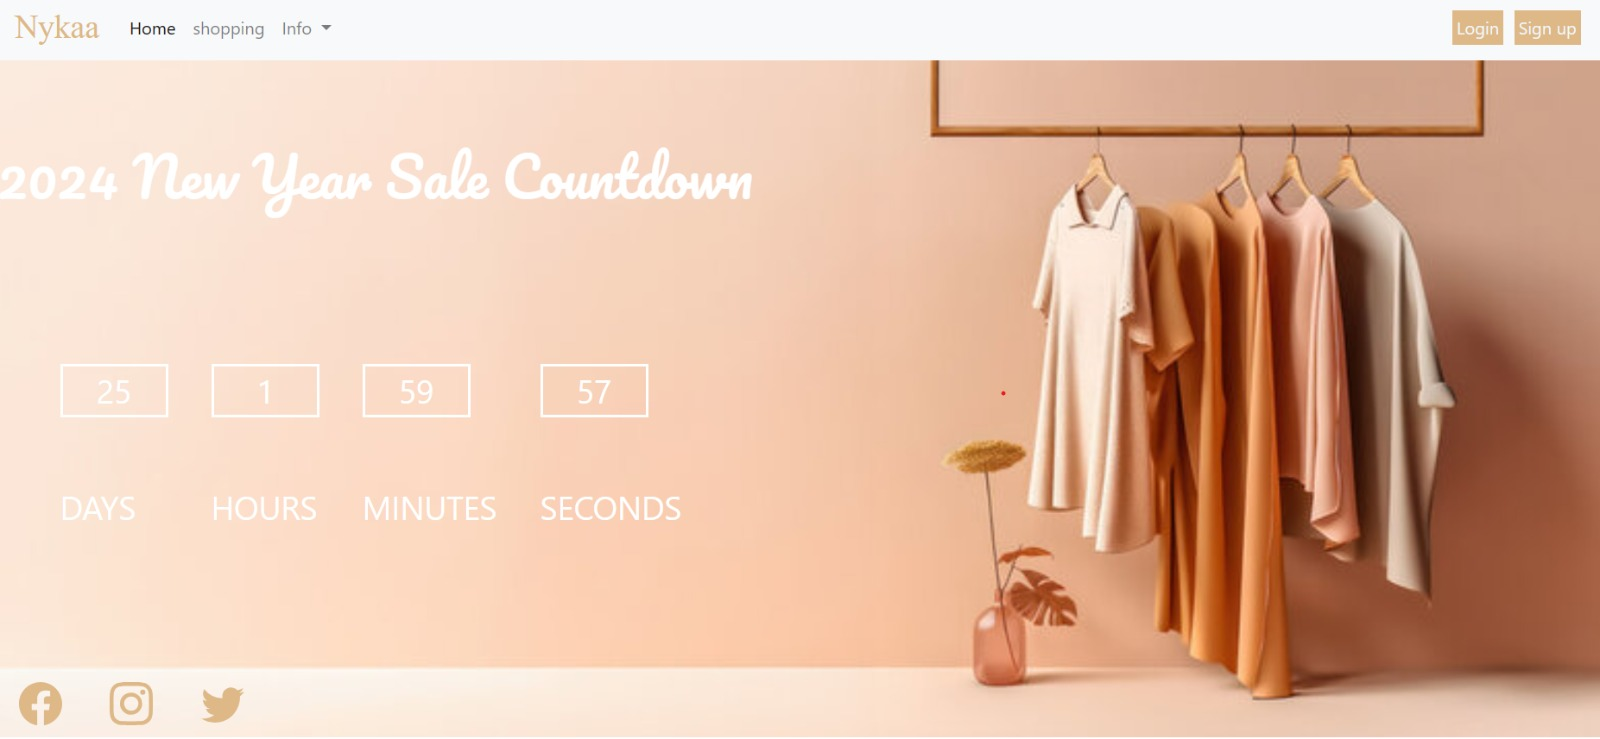 Nykaa Home shopping Info Login Sign up
2024 New Year Sale Countdown
25 1 59 57
DAYS HOURS MINUTES SECONDS